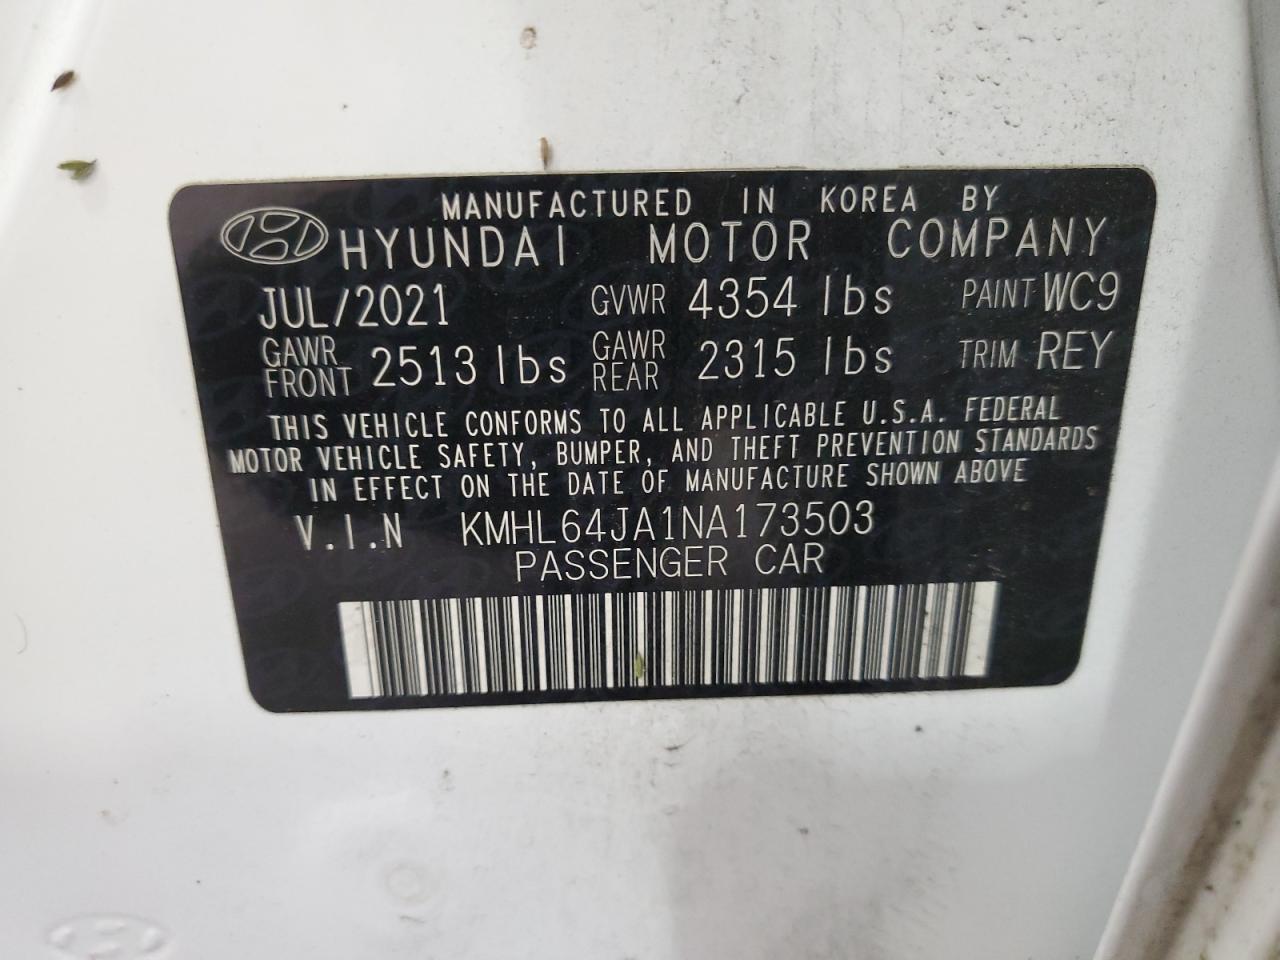 MANUFACTURED IN KOREA BY
HYUNDAI MOTOR COMPANY
JUL/2021 GVWR 4354 lbs PAINT WC9
GAWR FRONT 2513 lbs GAWR REAR 2315 lbs TRIM REY
THIS VEHICLE CONFORMS TO ALL APPLICABLE U.S.A. FEDERAL
MOTOR VEHICLE SAFETY, BUMPER, AND THEFT PREVENTION STANDARDS
IN EFFECT ON THE DATE OF MANUFACTURE SHOWN ABOVE
V.I.N KMHL64JA1NA173503
PASSENGER CAR